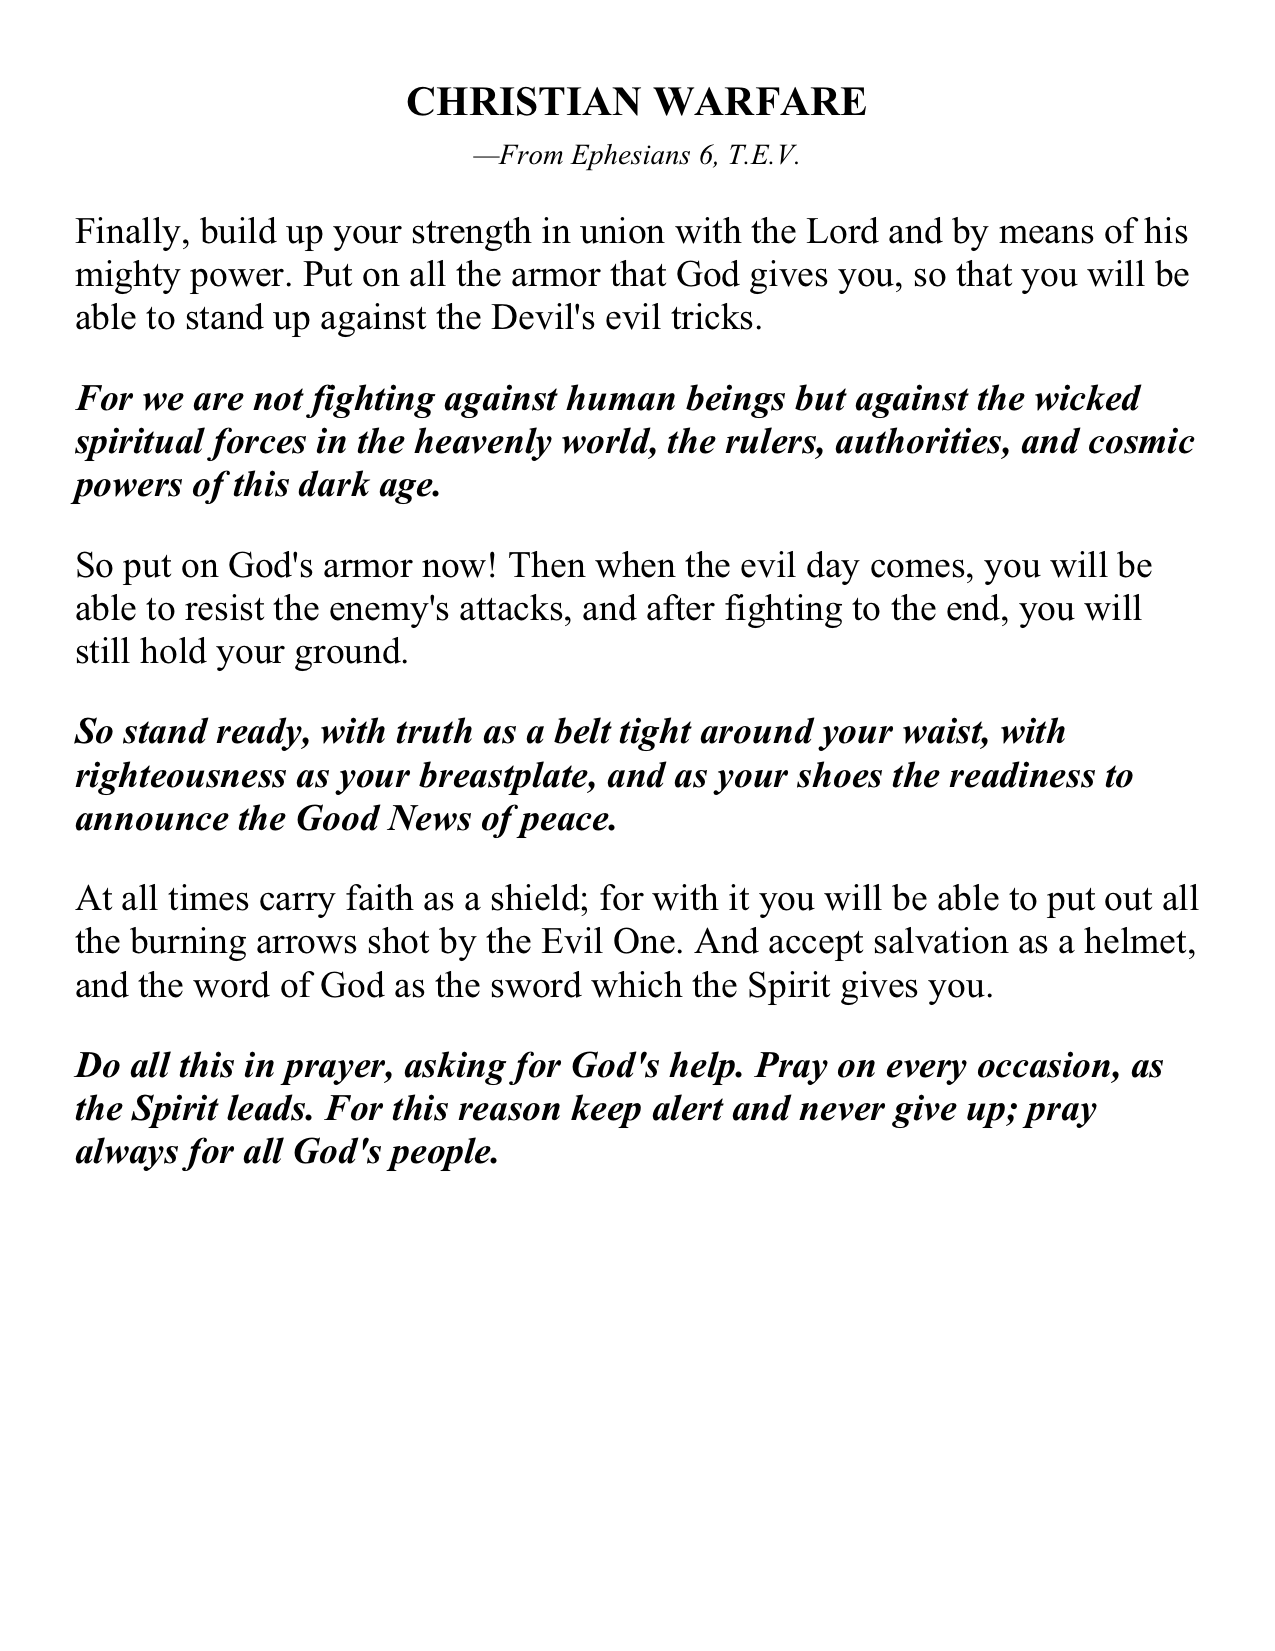 CHRISTIAN WARFARE
—From Ephesians 6, T.E.V.
Finally, build up your strength in union with the Lord and by means of his
mighty power. Put on all the armor that God gives you, so that you will be
able to stand up against the Devil's evil tricks.
For we are not fighting against human beings but against the wicked
spiritual forces in the heavenly world, the rulers, authorities, and cosmic
powers of this dark age.
So put on God's armor now! Then when the evil day comes, you will be
able to resist the enemy's attacks, and after fighting to the end, you will
still hold your ground.
So stand ready, with truth as a belt tight around your waist, with
righteousness as your breastplate, and as your shoes the readiness to
announce the Good News of peace.
At all times carry faith as a shield; for with it you will be able to put out all
the burning arrows shot by the Evil One. And accept salvation as a helmet,
and the word of God as the sword which the Spirit gives you.
Do all this in prayer, asking for God's help. Pray on every occasion, as
the Spirit leads. For this reason keep alert and never give up; pray
always for all God's people.